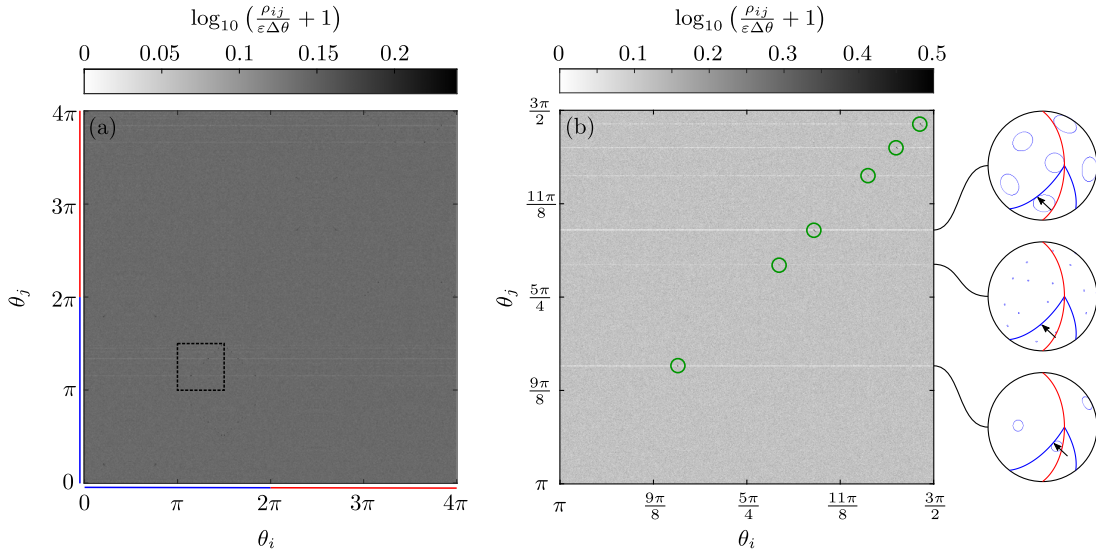 log₁₀ (ρᵢⱼ/εΔθ + 1)
0 0.05 0.1 0.15 0.2
(a)
4π
3π
2π
π
0
θⱼ
0 π 2π 3π 4π
θᵢ
log₁₀ (ρᵢⱼ/εΔθ + 1)
0 0.1 0.2 0.3 0.4 0.5
(b)
3π/2
11π/8
5π/4
9π/8
π
θⱼ
π 9π/8 5π/4 11π/8 3π/2
θᵢ